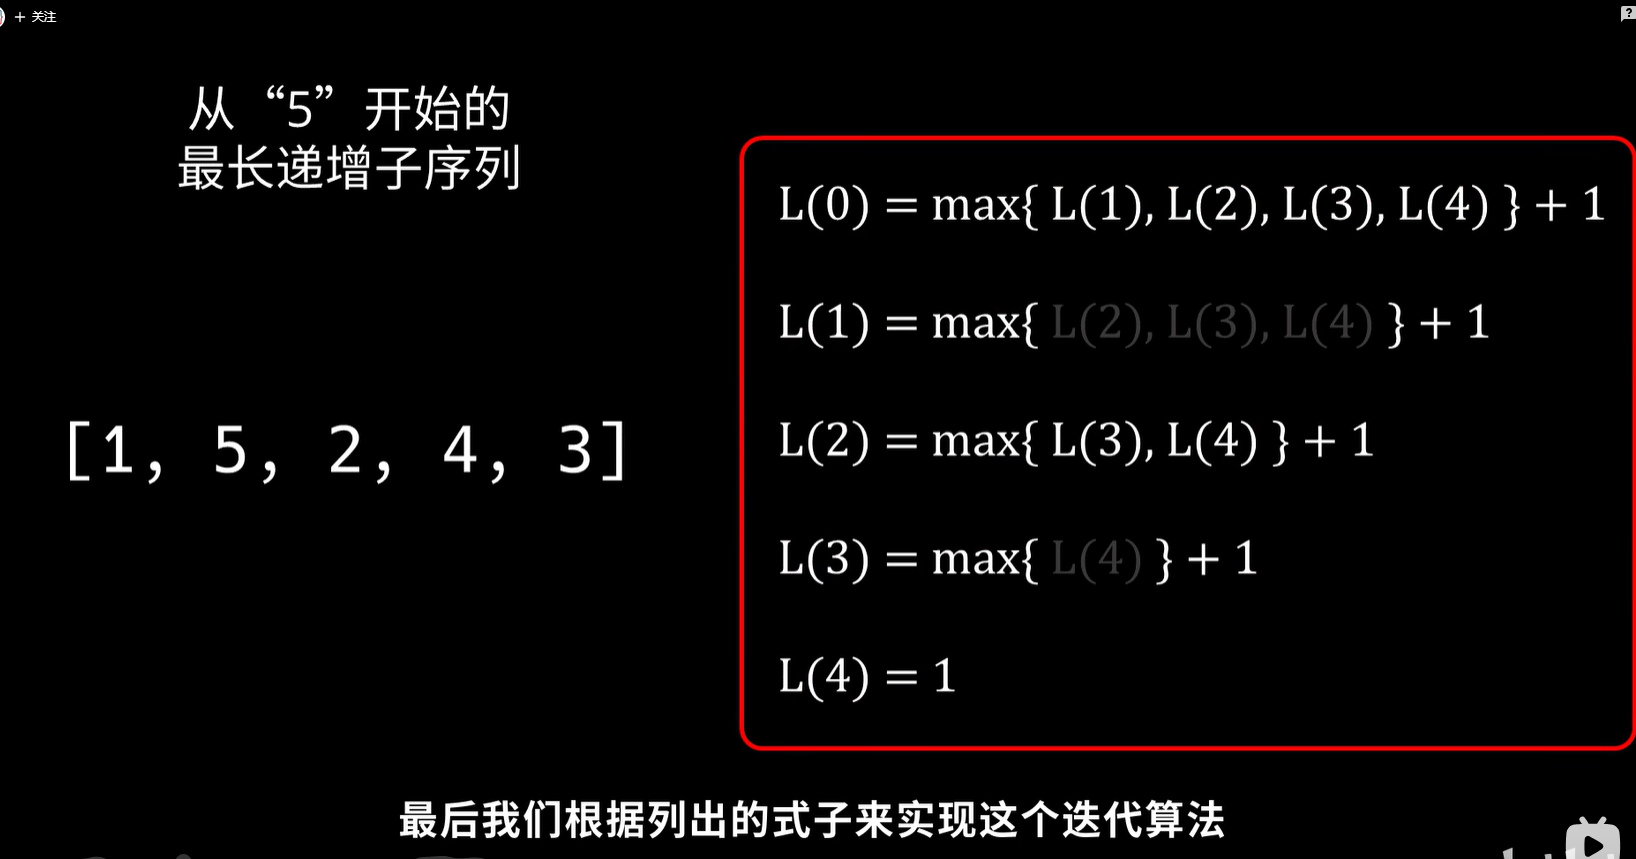 + 关注
从“5”开始的
最长递增子序列
L(0) = max{ L(1), L(2), L(3), L(4) } + 1
L(1) = max{ L(2), L(3), L(4) } + 1
[1, 5, 2, 4, 3]
L(2) = max{ L(3), L(4) } + 1
L(3) = max{ L(4) } + 1
L(4) = 1
最后我们根据列出的式子来实现这个迭代算法